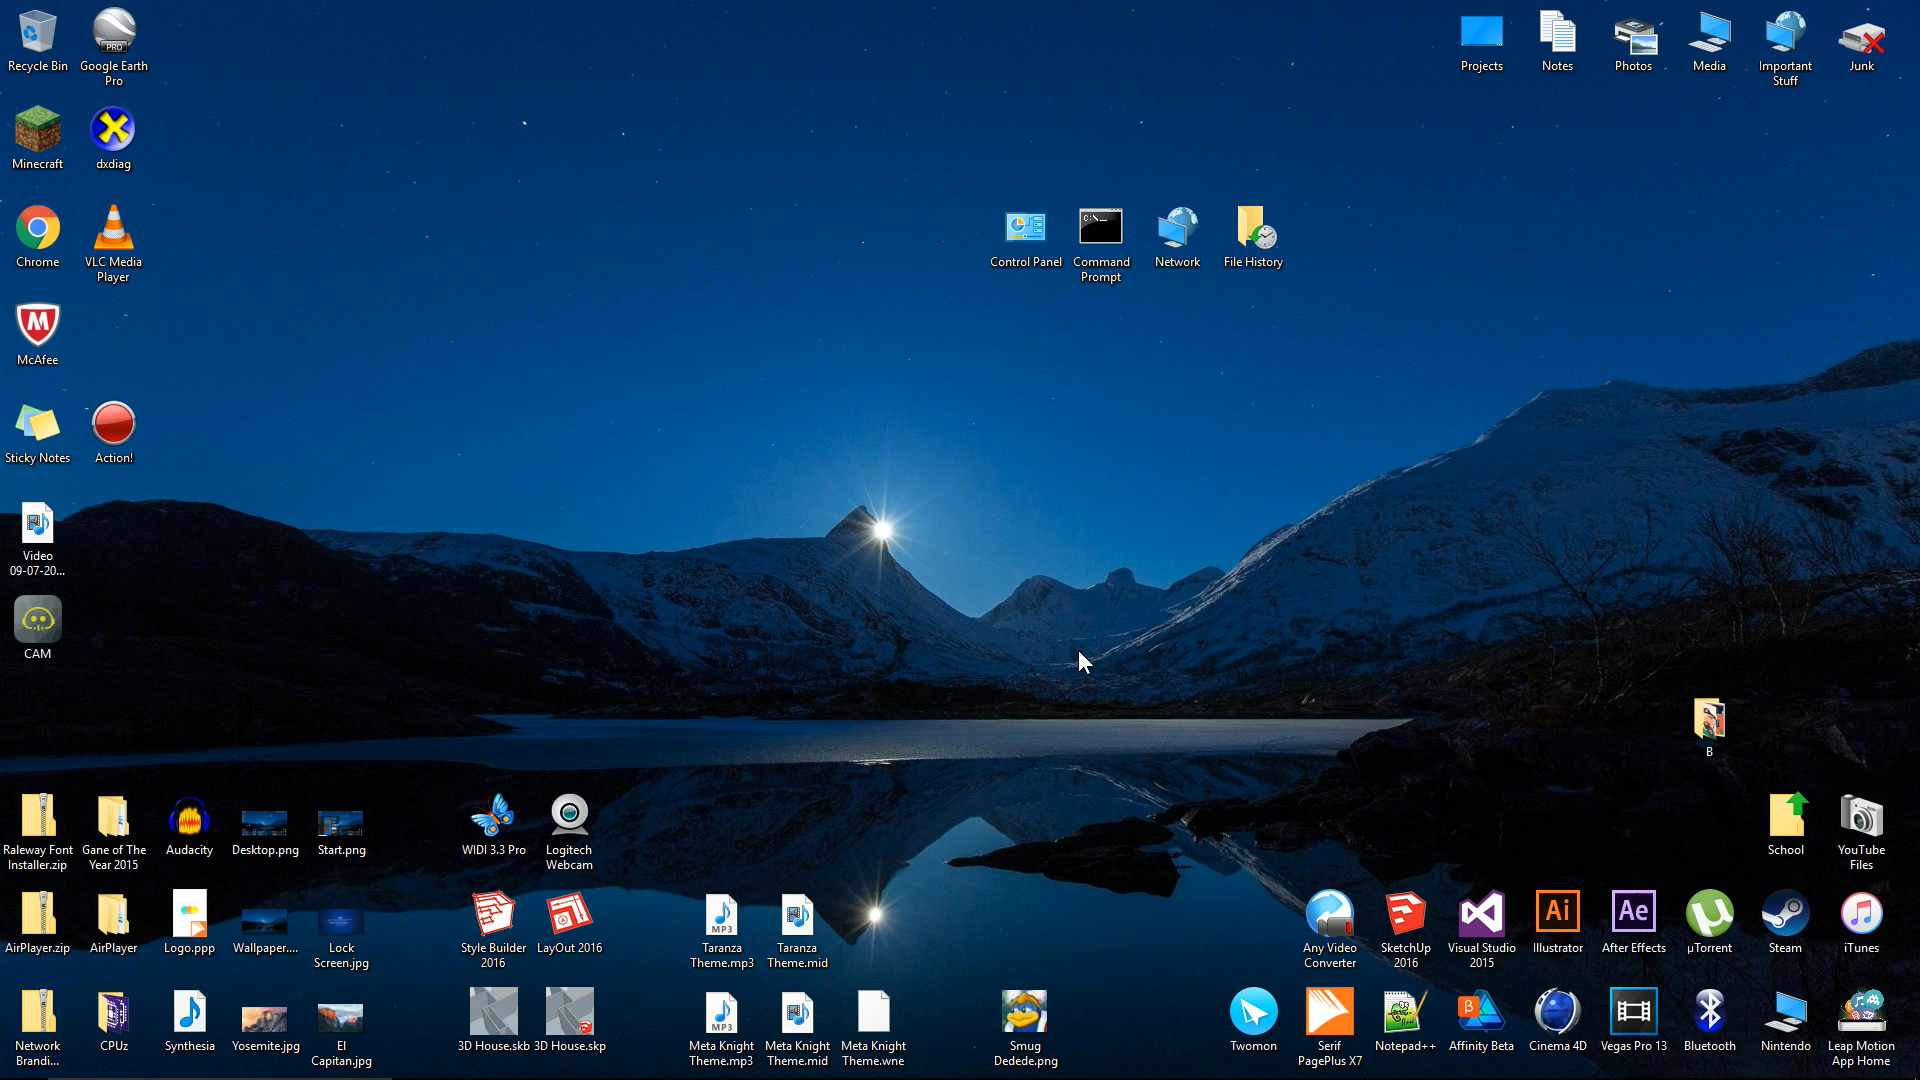 Recycle Bin
Google Earth
Pro
PRO
Projects
Notes
Photos
Media
Important
Stuff
Junk
Minecraft
dxdiag
Chrome
VLC Media
Player
C:\_
Control Panel
Command
Prompt
Network
File History
McAfee
Sticky Notes
Action!
Video
09-07-20...
CAM
B
Raleway Font
Installer.zip
Gane of The
Year 2015
Audacity
Desktop.png
Start.png
WIDI 3.3 Pro
Logitech
Webcam
School
YouTube
Files
AirPlayer.zip
AirPlayer
Logo.ppp
Wallpaper....
Lock
Screen.jpg
Style Builder
2016
LayOut 2016
MP3
Taranza
Theme.mp3
Taranza
Theme.mid
Any Video
Converter
SketchUp
2016
Visual Studio
2015
Ai
Illustrator
Ae
After Effects
µTorrent
Steam
iTunes
Network
Brandi...
CPUz
Synthesia
Yosemite.jpg
El
Capitan.jpg
3D House.skb
3D House.skp
MP3
Meta Knight
Theme.mp3
Meta Knight
Theme.mid
Meta Knight
Theme.wne
Smug
Dedede.png
Twomon
Serif
PagePlus X7
Notepad++
β
Affinity Beta
Cinema 4D
Vegas Pro 13
Bluetooth
Nintendo
Leap Motion
App Home